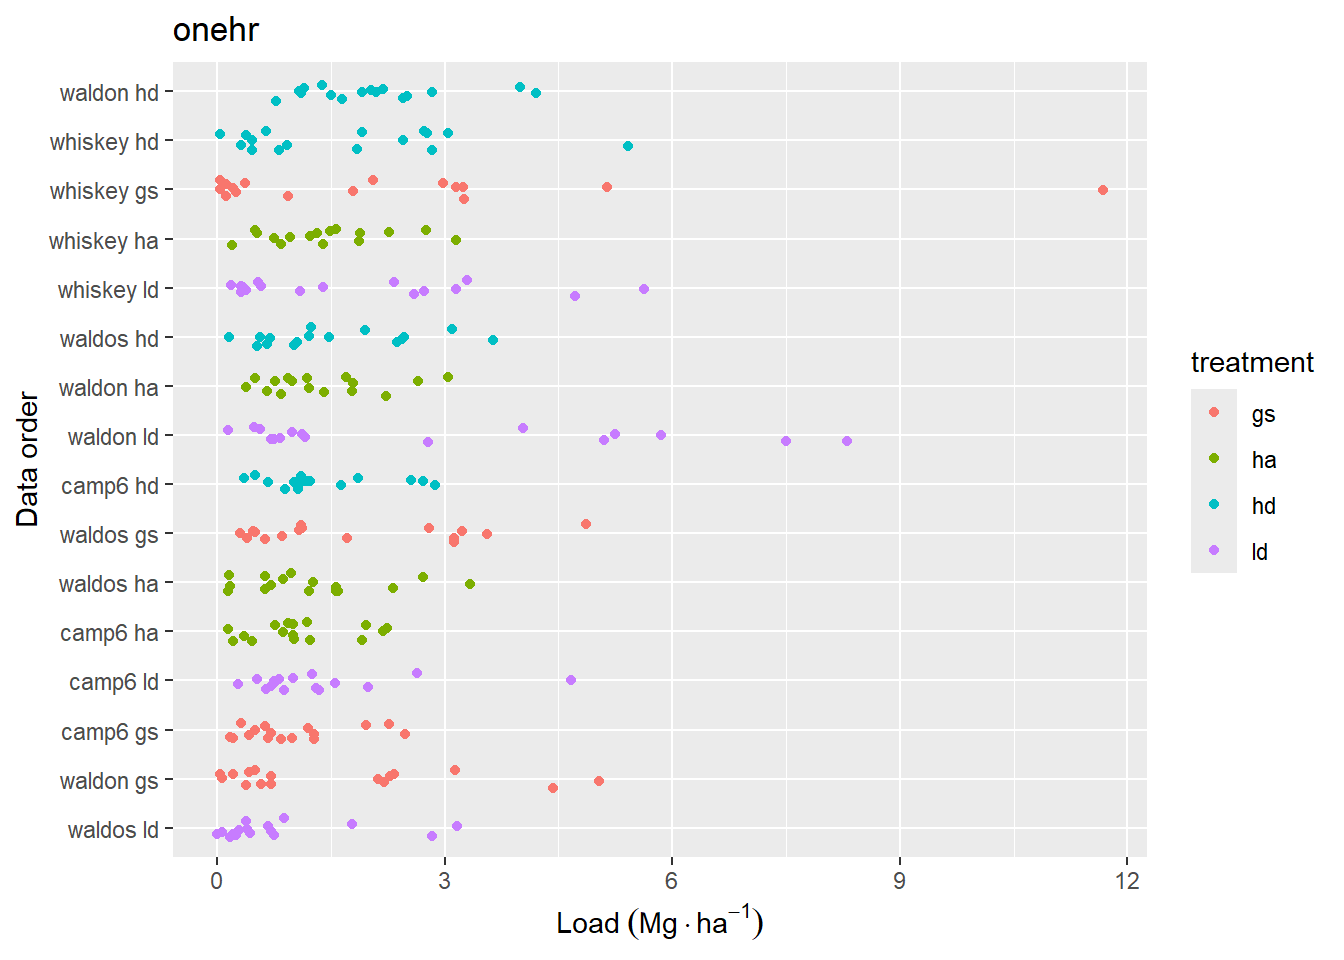 onehr
waldon hd
whiskey hd
whiskey gs
whiskey ha
whiskey ld
waldos hd
waldon ha
waldon ld
camp6 hd
waldos gs
waldos ha
camp6 ha
camp6 ld
camp6 gs
waldon gs
waldos ld
Data order
0 3 6 9 12
Load (Mg·ha⁻¹)
treatment
gs
ha
hd
ld